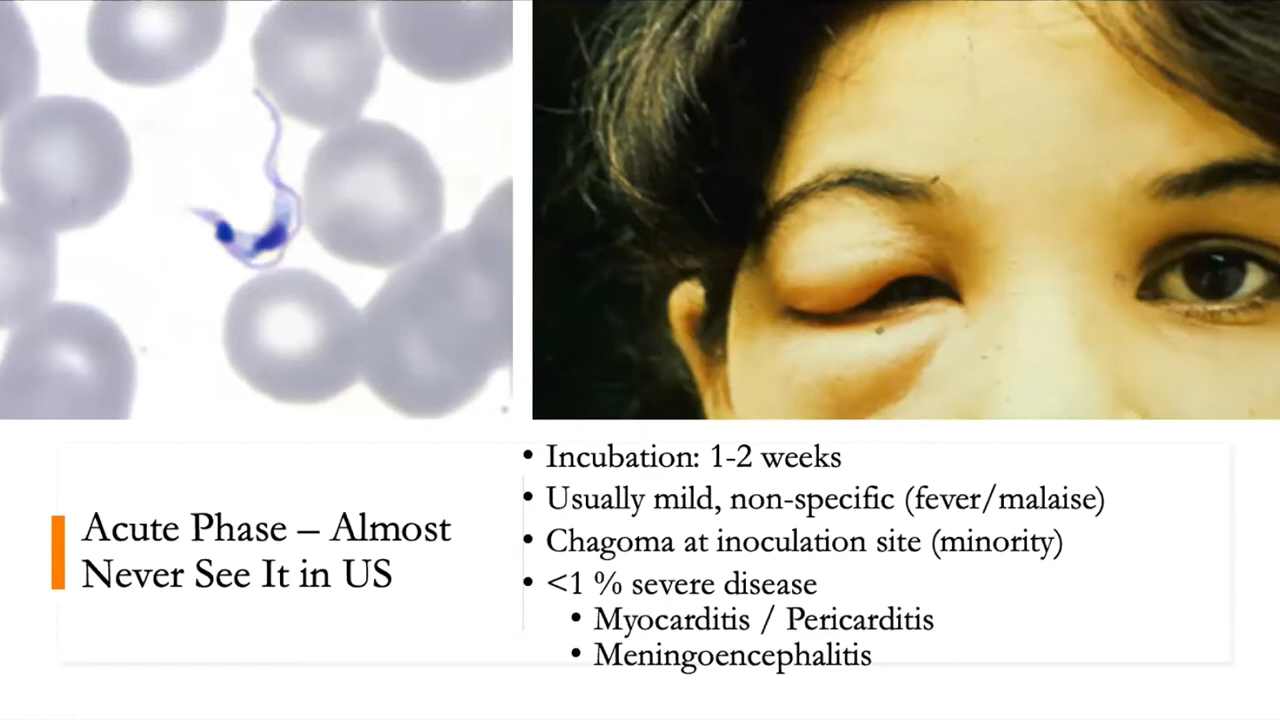 Acute Phase – Almost
Never See It in US
• Incubation: 1-2 weeks
• Usually mild, non-specific (fever/malaise)
• Chagoma at inoculation site (minority)
• <1 % severe disease
• Myocarditis / Pericarditis
• Meningoencephalitis